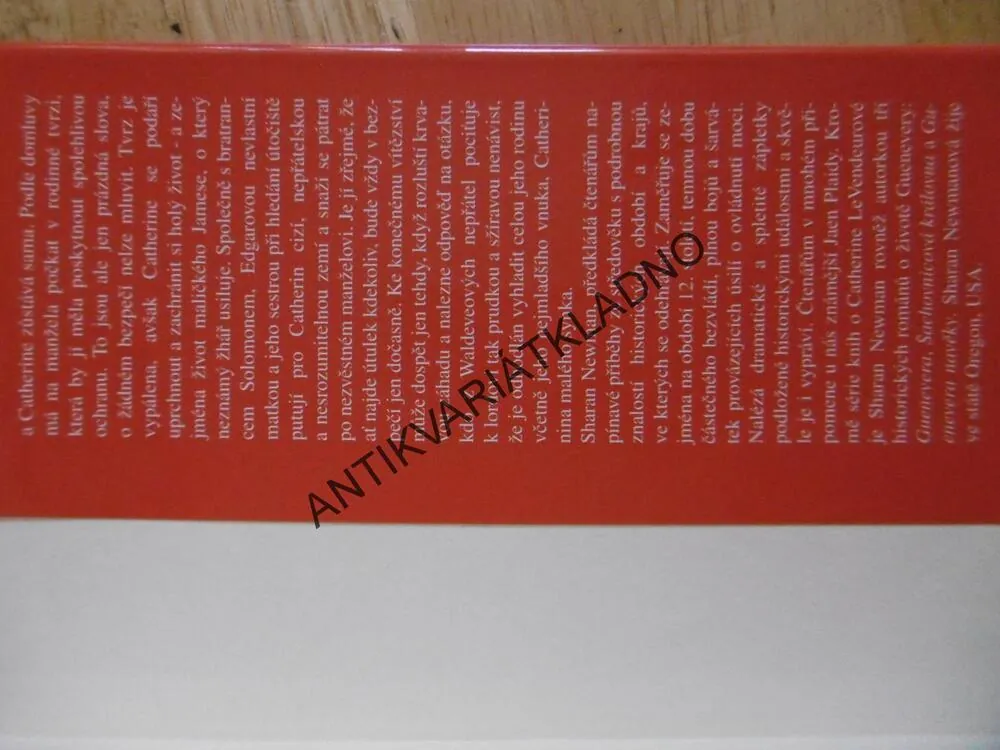 a Catherine zůstává sama. Podle domluvy
má na manžela počkat v rodinné tvrzi,
která by jí měla poskytnout spolehlivou
ochranu. To jsou ale jen prázdná slova,
o žádném bezpečí nelze mluvit. Tvrz je
vypálena, avšak Catherine se podaří
uprchnout a zachránit si holý život - a ze-
jména život maličkého Jamese, o který
neznámý žhář usiluje. Společně s bratran-
cem Solomonem, Edgarovou nevlastní
matkou a jeho sestrou při hledání útočiště
putují pro Catherin cizí, nepřátelskou
a nesrozumitelnou zemí a snaží se pátrat
po nezvěstném manželovi. Je jí zřejmé, že
ať najde útulek kdekoliv, bude vždy v bez-
pečí jen dočasně. Ke konečnému vítězství
může dospět jen tehdy, když rozluští krva-
vou záhadu a nalezne odpověď na otázku,
který z Waldeveových nepřátel pociťuje
k lordovi tak prudkou a sžíravou nenávist,
že je odhodlán vyhladit celou jeho rodinu
včetně jeho nejmladšího vnuka, Catheri-
nina malého synka.
Sharan Newman předkládá čtenářům na-
pínavé příběhy ze středověku s podrobnou
znalostí historie, období a krajů,
ve kterých se odehrávají. Zaměřuje se ze-
jména na období 12. století, temnou dobu
částečného bezvládí, plnou bojů a šarvá-
tek provázejících úsilí o ovládnutí moci.
Nalézá dramatické a spletité zápletky
podložené historickými událostmi a skvě-
le je i vypráví. Čtenářům v mnohém při-
pomene u nás známější Jaen Plaidy. Kro-
mě série knih o Catherine LeVendeurové
je Sharan Newman rovněž autorkou tří
historických románů o životě Guenevery
Guenevera, Šachovnicová královna a Gu-
eneverařky. Sharan Newmanová žije
ve státě Oregon, USA.
ANTIKVARIÁTKLADNO